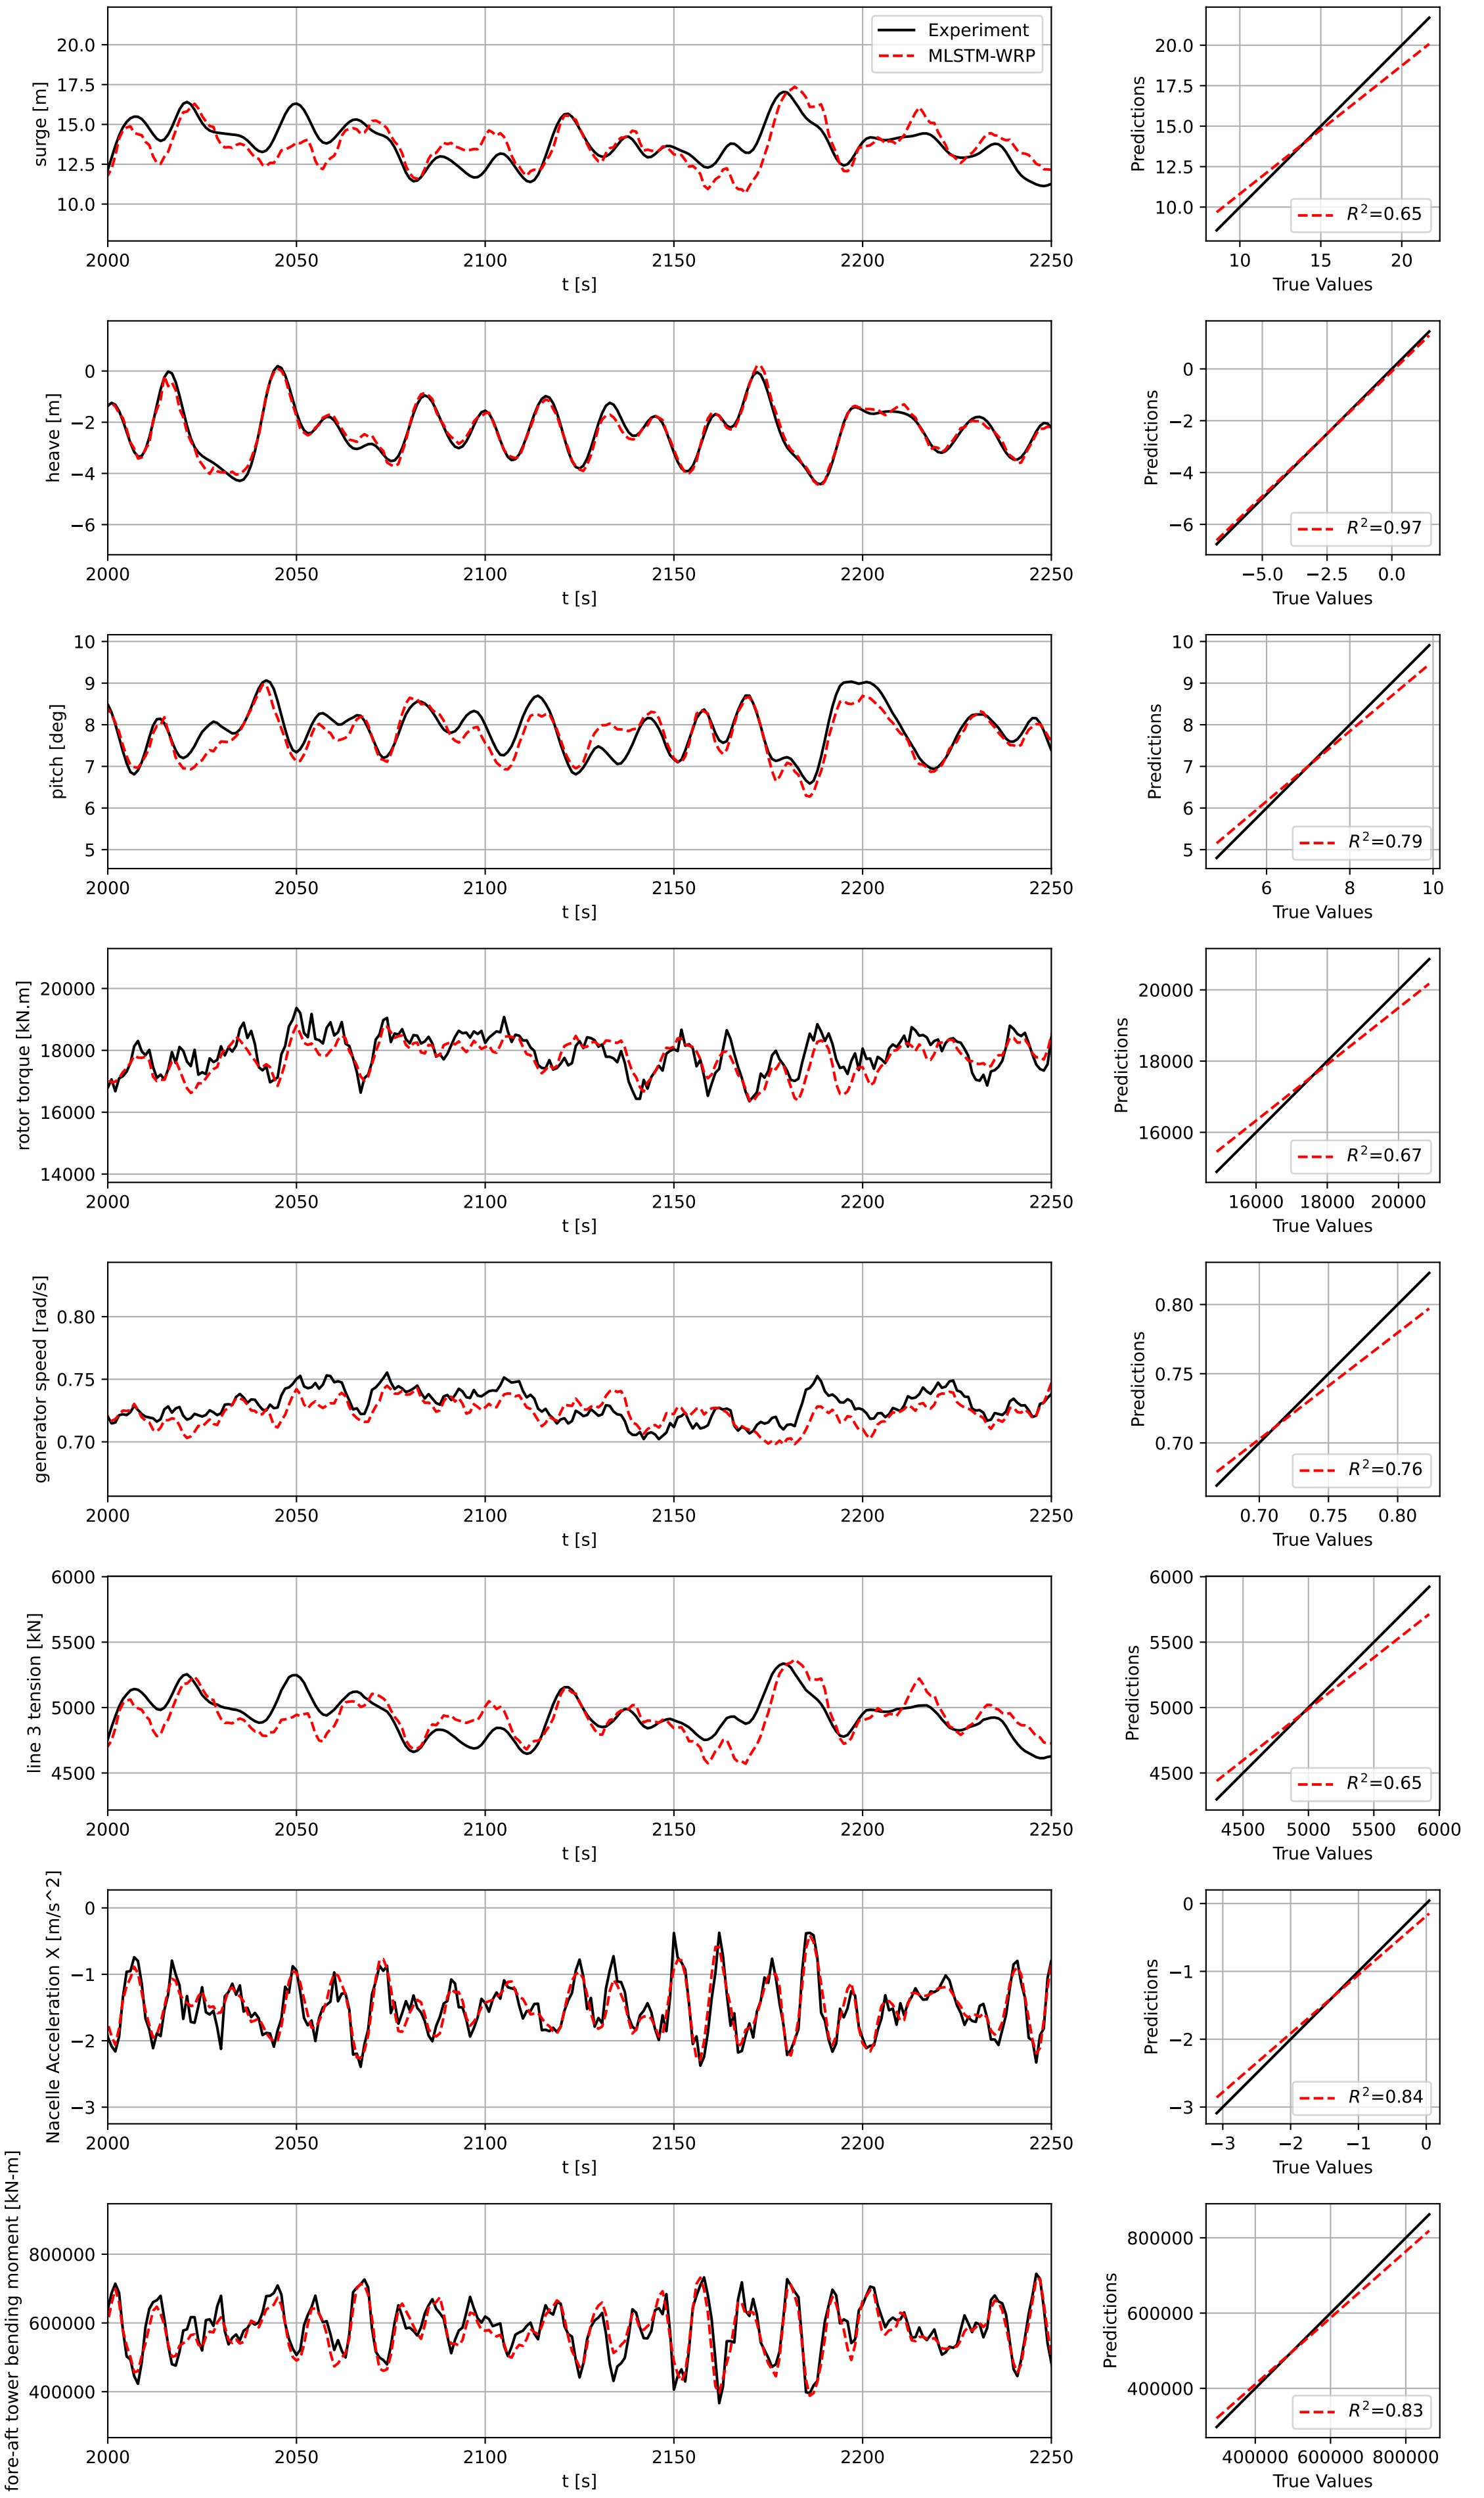 Experiment
MLSTM-WRP
surge [m]
20.0
17.5
15.0
12.5
10.0
2000 2050 2100 2150 2200 2250
t [s]
Predictions
20.0
17.5
15.0
12.5
10.0
R²=0.65
10 15 20
True Values
heave [m]
0
−2
−4
−6
2000 2050 2100 2150 2200 2250
t [s]
Predictions
0
−2
−4
−6
R²=0.97
−5.0 −2.5 0.0
True Values
pitch [deg]
10
9
8
7
6
5
2000 2050 2100 2150 2200 2250
t [s]
Predictions
10
9
8
7
6
5
R²=0.79
6 8 10
True Values
rotor torque [kN.m]
20000
18000
16000
14000
2000 2050 2100 2150 2200 2250
t [s]
Predictions
20000
18000
16000
R²=0.67
16000 18000 20000
True Values
generator speed [rad/s]
0.80
0.75
0.70
2000 2050 2100 2150 2200 2250
t [s]
Predictions
0.80
0.75
0.70
R²=0.76
0.70 0.75 0.80
True Values
line 3 tension [kN]
6000
5500
5000
4500
2000 2050 2100 2150 2200 2250
t [s]
Predictions
6000
5500
5000
4500
R²=0.65
4500 5000 5500 6000
True Values
Nacelle Acceleration X [m/s^2]
0
−1
−2
−3
2000 2050 2100 2150 2200 2250
t [s]
Predictions
0
−1
−2
−3
R²=0.84
−3 −2 −1 0
True Values
fore-aft tower bending moment [kN-m]
800000
600000
400000
2000 2050 2100 2150 2200 2250
t [s]
Predictions
800000
600000
400000
R²=0.83
400000 600000 800000
True Values